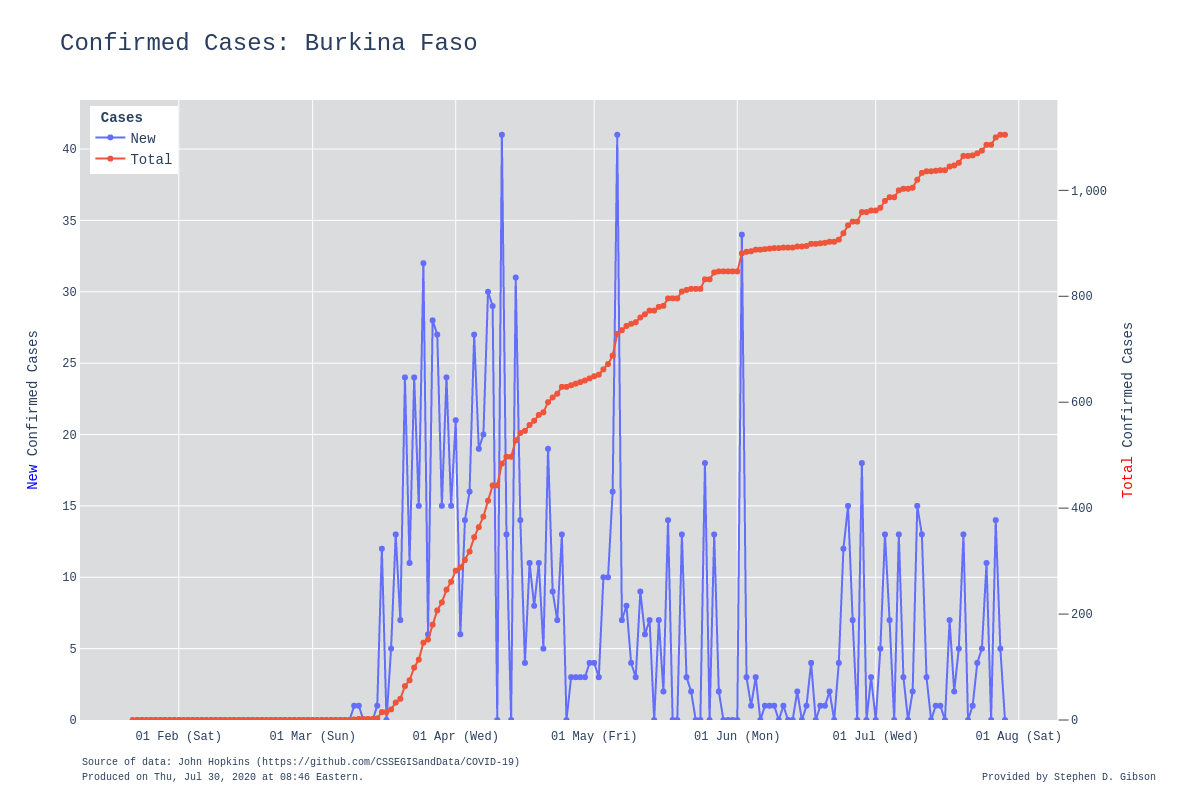 Confirmed Cases: Burkina Faso
Cases
New
Total
40
35
30
25
20
15
10
5
0
1,000
800
600
400
200
0
New Confirmed Cases
Total Confirmed Cases
01 Feb (Sat)
01 Mar (Sun)
01 Apr (Wed)
01 May (Fri)
01 Jun (Mon)
01 Jul (Wed)
01 Aug (Sat)
Source of data: John Hopkins (https://github.com/CSSEGISandData/COVID-19)
Produced on Thu, Jul 30, 2020 at 08:46 Eastern.
Provided by Stephen D. Gibson